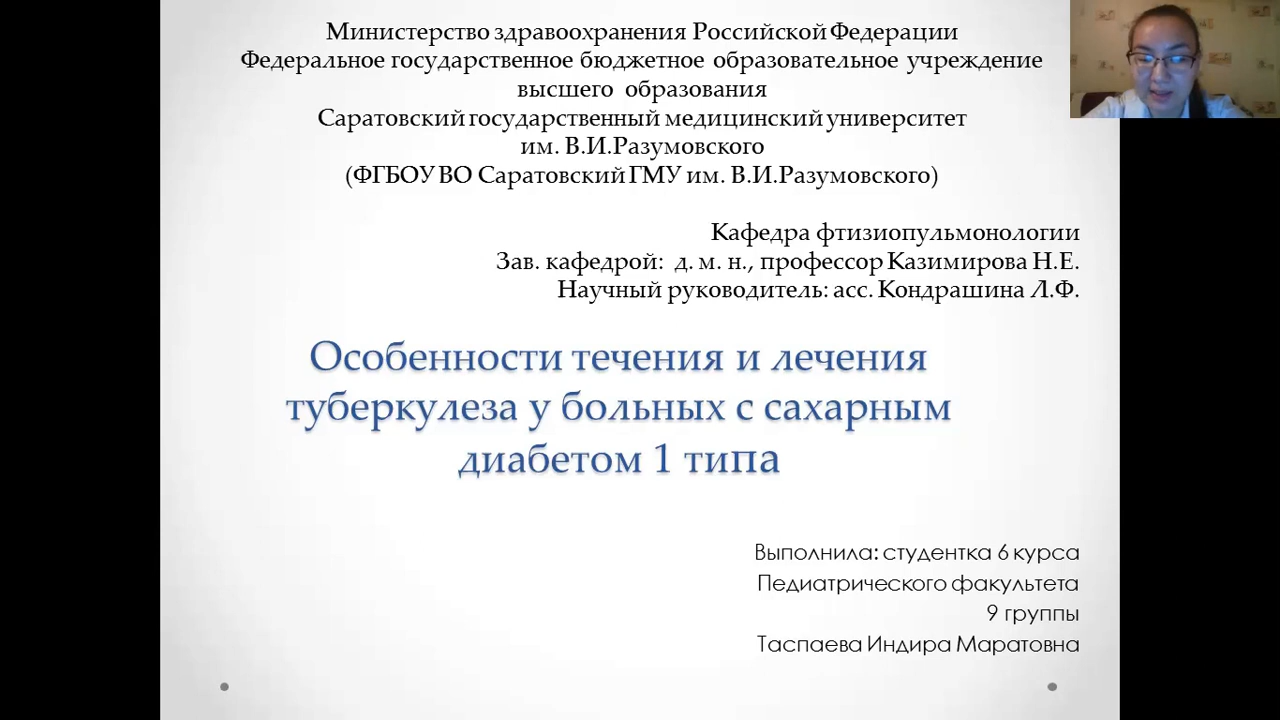 Министерство здравоохранения Российской Федерации
Федеральное государственное бюджетное образовательное учреждение
высшего образования
Саратовский государственный медицинский университет
им. В.И.Разумовского
(ФГБОУ ВО Саратовский ГМУ им. В.И.Разумовского)
Кафедра фтизиопульмонологии
Зав. кафедрой: д. м. н., профессор Казимирова Н.Е.
Научный руководитель: асс. Кондрашина Л.Ф.
Особенности течения и лечения
туберкулеза у больных с сахарным
диабетом 1 типа
Выполнила: студентка 6 курса
Педиатрического факультета
9 группы
Таспаева Индира Маратовна